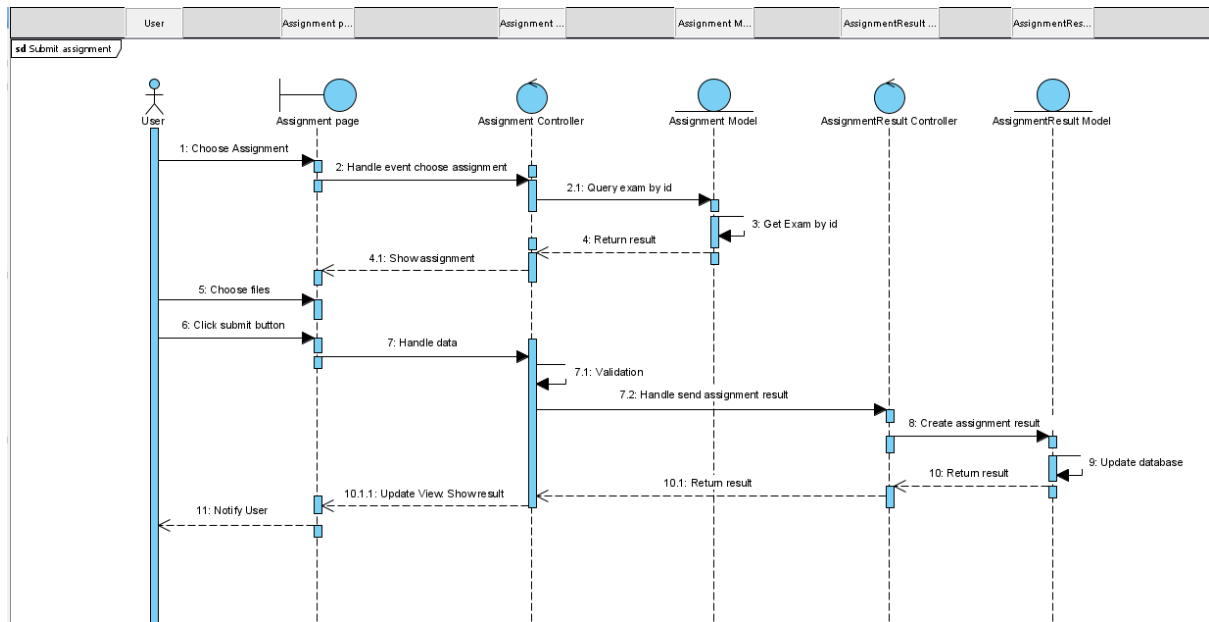 User
Assignment p...
Assignment ...
Assignment M...
AssignmentResult ...
AssignmentRes...
sd Submit assignment
User
Assignment page
Assignment Controller
Assignment Model
AssignmentResult Controller
AssignmentResult Model
1: Choose Assignment
2: Handle event choose assignment
2.1: Query exam by id
3: Get Exam by id
4: Return result
4.1: Show assignment
5: Choose files
6: Click submit button
7: Handle data
7.1: Validation
7.2: Handle send assignment result
8: Create assignment result
9: Update database
10: Return result
10.1: Return result
10.1.1: Update View. Show result
11: Notify User